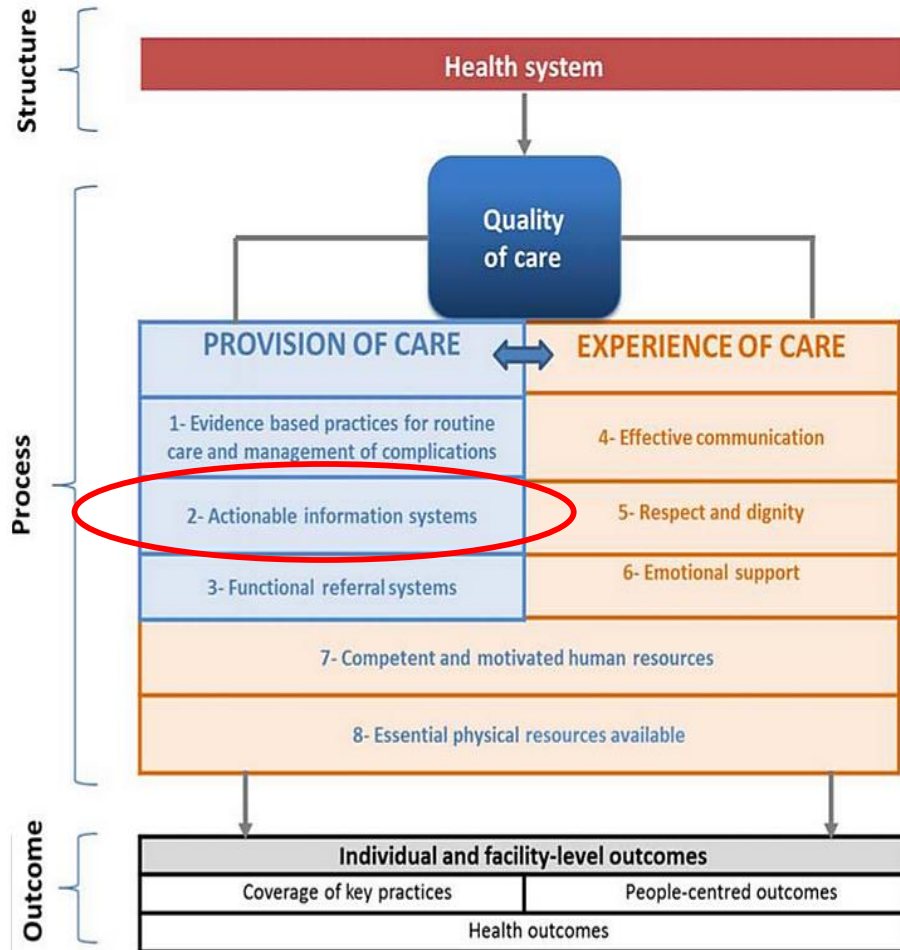 Structure
Health system
Quality
of care
Process
PROVISION OF CARE
EXPERIENCE OF CARE
1- Evidence based practices for routine
care and management of complications
4- Effective communication
2- Actionable information systems
5- Respect and dignity
3- Functional referral systems
6- Emotional support
7- Competent and motivated human resources
8- Essential physical resources available
Outcome
Individual and facility-level outcomes
Coverage of key practices
People-centred outcomes
Health outcomes